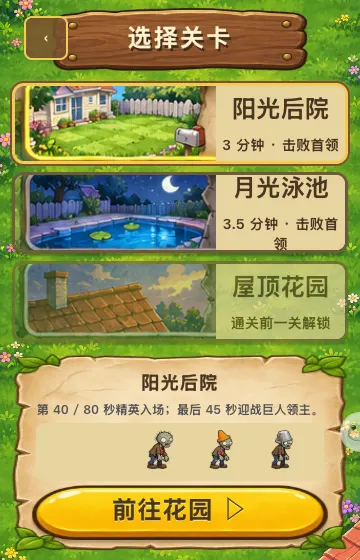 选择关卡
阳光后院
3 分钟 · 击败首领
月光泳池
3.5 分钟 · 击败首
领
屋顶花园
通关前一关解锁
阳光后院
第 40 / 80 秒精英入场；最后 45 秒迎战巨人领主。
前往花园 ▷